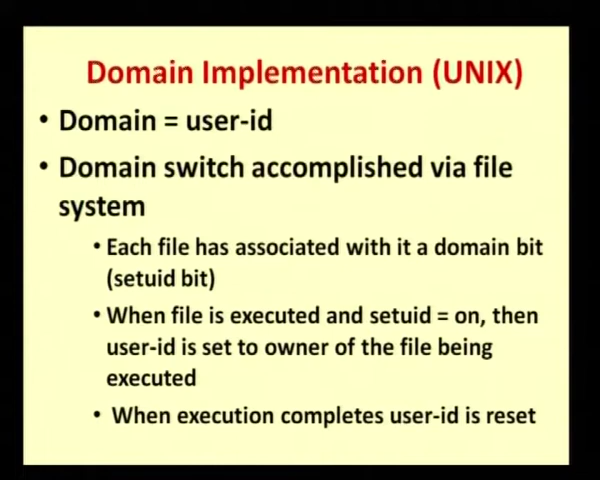 Domain Implementation (UNIX)
• Domain = user-id
• Domain switch accomplished via file
system
• Each file has associated with it a domain bit
(setuid bit)
• When file is executed and setuid = on, then
user-id is set to owner of the file being
executed
• When execution completes user-id is reset